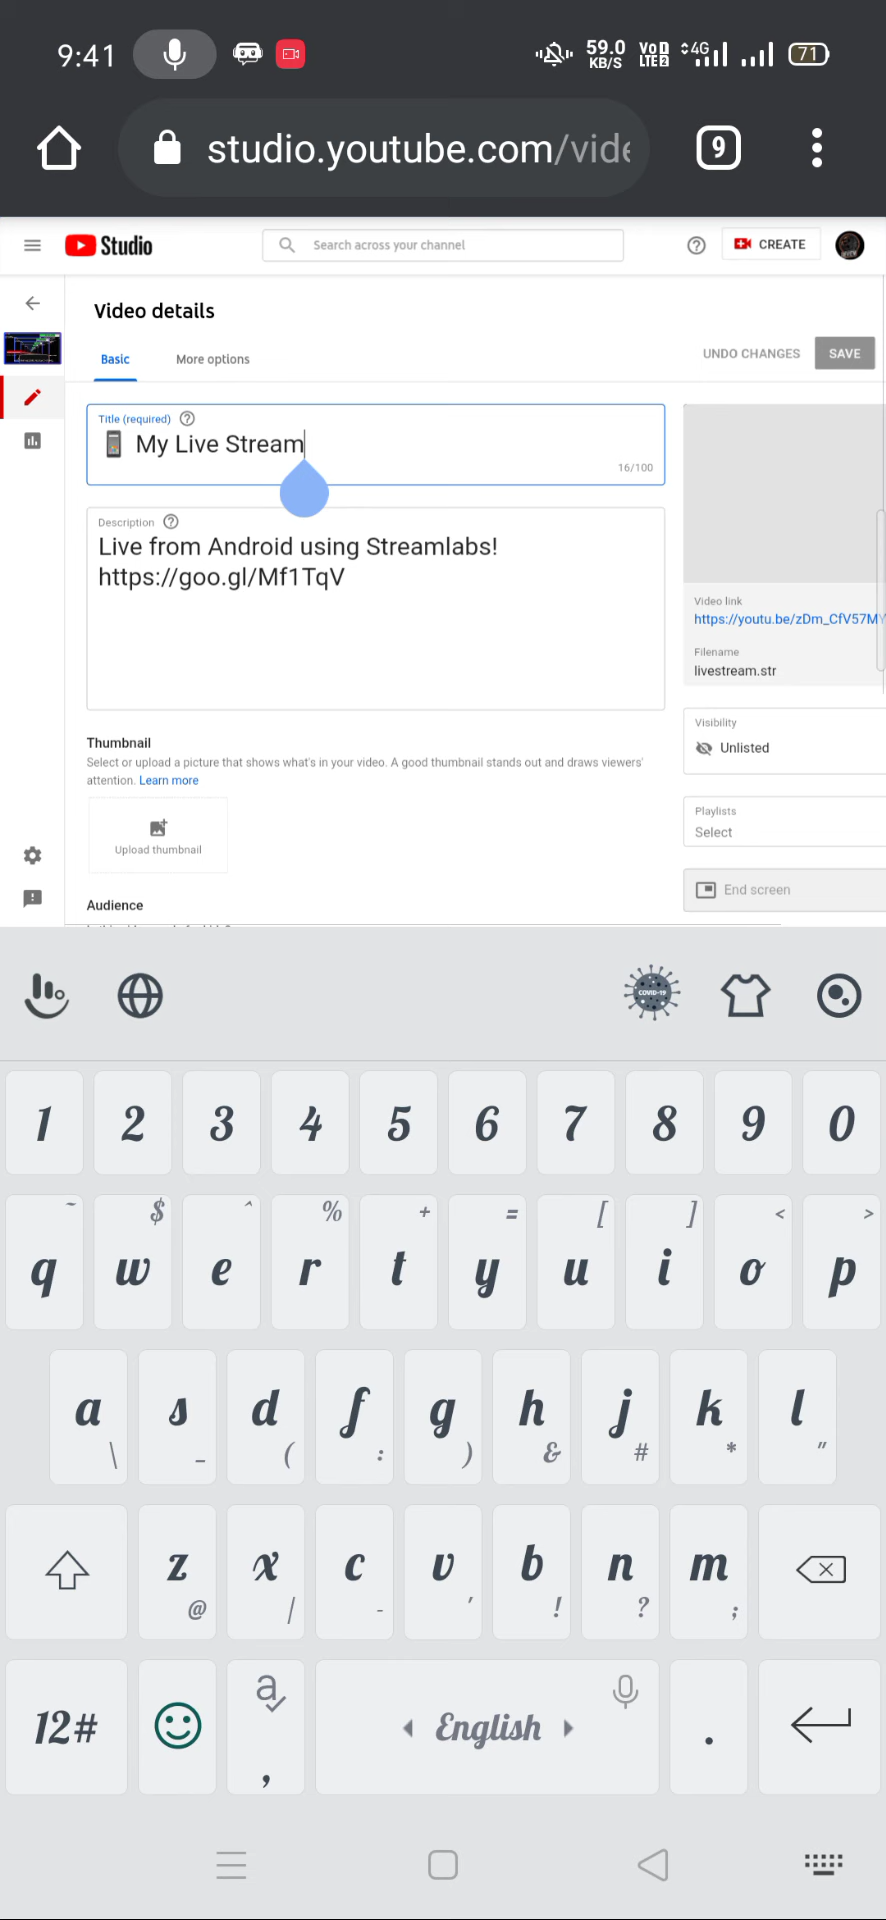 9:41
59.0 KB/S
Vo) LTE2
4G
71
studio.youtube.com/vide
9
Studio
Search across your channel
CREATE
Video details
Basic
More options
UNDO CHANGES
SAVE
Title (required)
📱 My Live Stream
16/100
Description
Live from Android using Streamlabs!
https://goo.gl/Mf1TqV
Video link
https://youtu.be/zDm_CfV57MY
Filename
livestream.str
Visibility
Unlisted
Playlists
Select
End screen
Thumbnail
Select or upload a picture that shows what's in your video. A good thumbnail stands out and draws viewers'
attention. Learn more
Upload thumbnail
Audience
COVID-19
1 2 3 4 5 6 7 8 9 0
~ $ ^ % + = [ ] < >
q w e r t y u i o p
a s d f g h j k l
\ _ ( : ) & # * "
z x c v b n m
@ / - ' ! ? ;
12# , English .